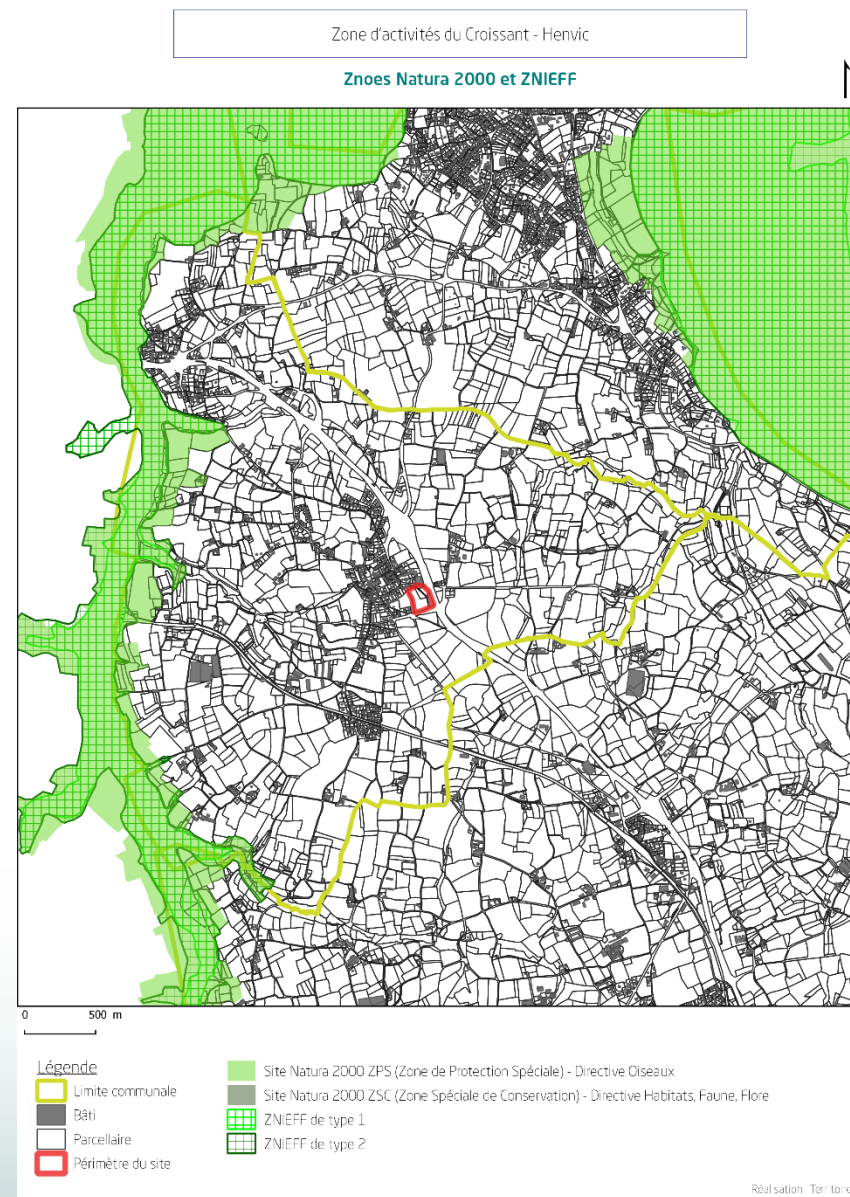 Zone d'activités du Croissant - Henvic
Znoes Natura 2000 et ZNIEFF
0 500 m
Légende
Limite communale
Bâti
Parcellaire
Périmètre du site
Site Natura 2000 ZPS (Zone de Protection Spéciale) - Directive Oiseaux
Site Natura 2000 ZSC (Zone Spéciale de Conservation) - Directive Habitats, Faune, Flore
ZNIEFF de type 1
ZNIEFF de type 2
Réalisation Territoire